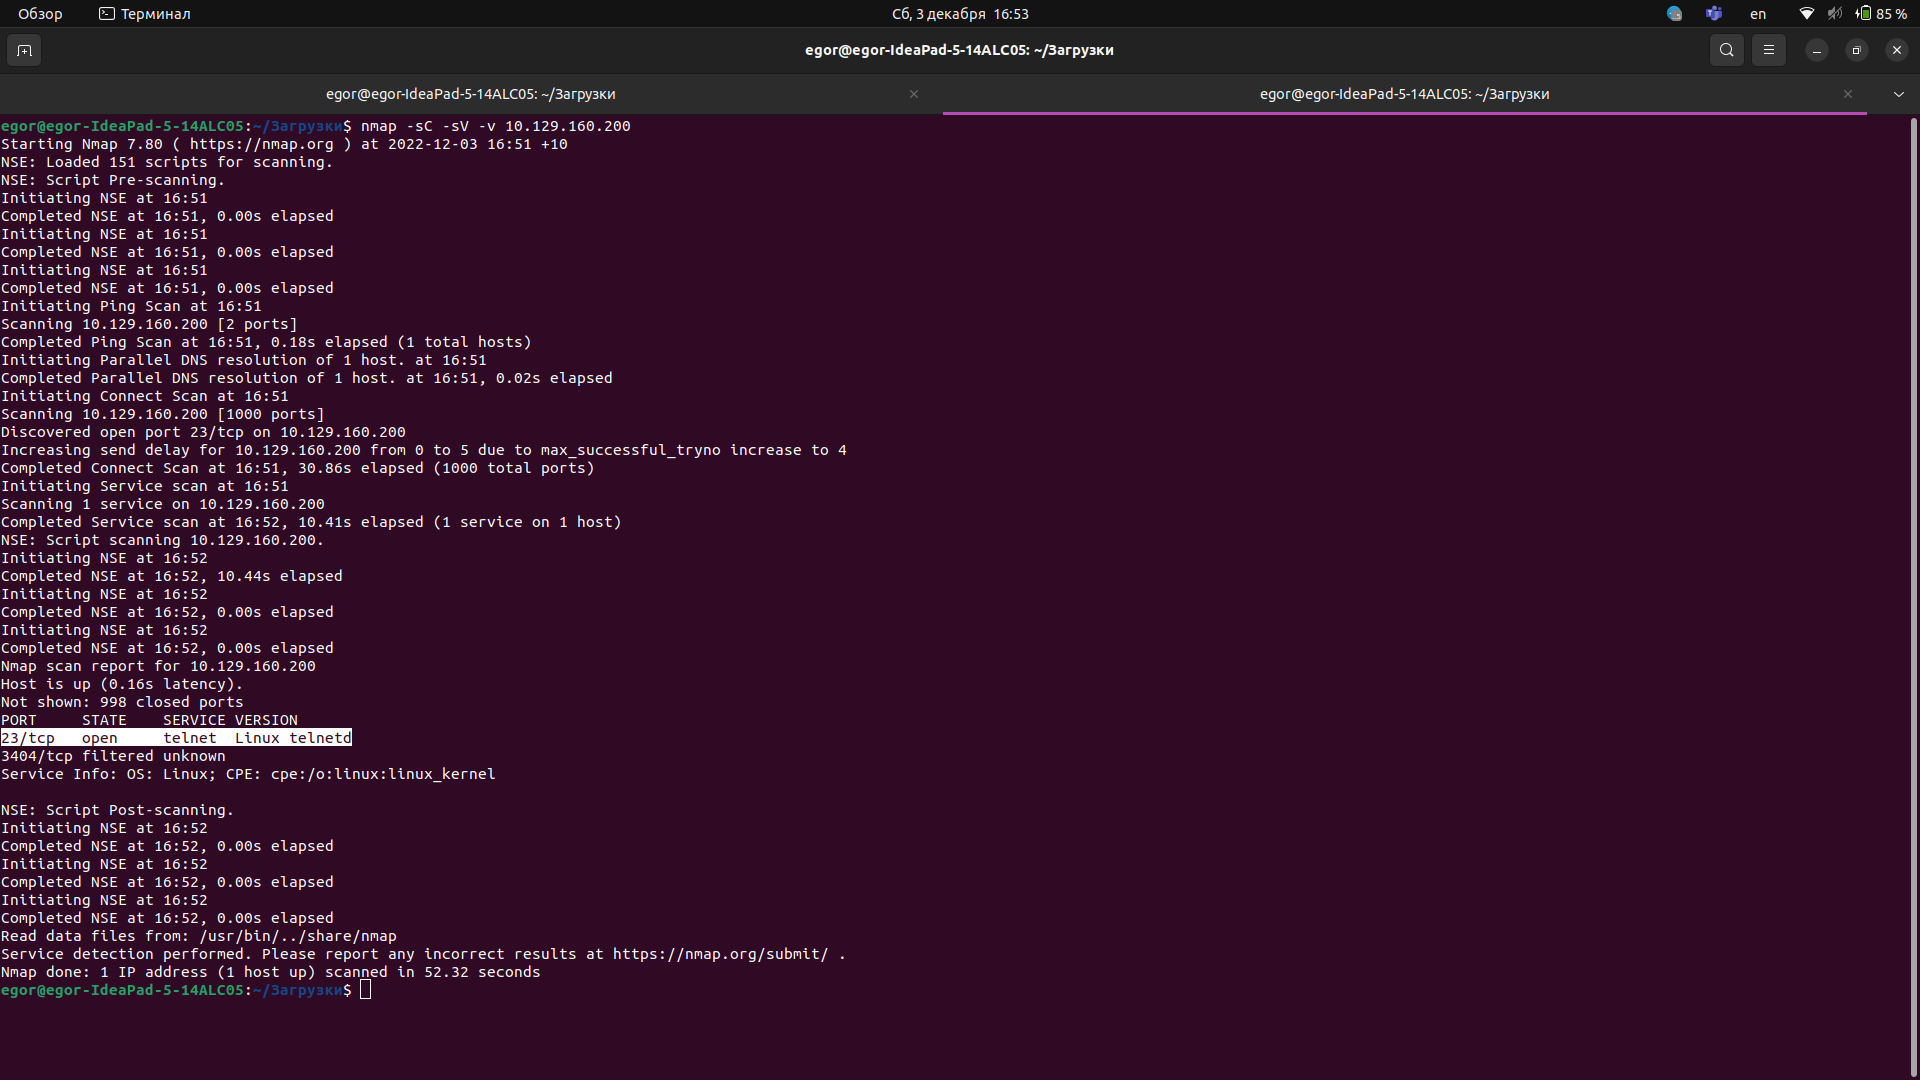 Обзор Терминал Сб, 3 декабря 16:53 en 85 %
egor@egor-IdeaPad-5-14ALC05: ~/Загрузки
egor@egor-IdeaPad-5-14ALC05: ~/Загрузки egor@egor-IdeaPad-5-14ALC05: ~/Загрузки
egor@egor-IdeaPad-5-14ALC05:~/Загрузки$ nmap -sC -sV -v 10.129.160.200
Starting Nmap 7.80 ( https://nmap.org ) at 2022-12-03 16:51 +10
NSE: Loaded 151 scripts for scanning.
NSE: Script Pre-scanning.
Initiating NSE at 16:51
Completed NSE at 16:51, 0.00s elapsed
Initiating NSE at 16:51
Completed NSE at 16:51, 0.00s elapsed
Initiating NSE at 16:51
Completed NSE at 16:51, 0.00s elapsed
Initiating Ping Scan at 16:51
Scanning 10.129.160.200 [2 ports]
Completed Ping Scan at 16:51, 0.18s elapsed (1 total hosts)
Initiating Parallel DNS resolution of 1 host. at 16:51
Completed Parallel DNS resolution of 1 host. at 16:51, 0.02s elapsed
Initiating Connect Scan at 16:51
Scanning 10.129.160.200 [1000 ports]
Discovered open port 23/tcp on 10.129.160.200
Increasing send delay for 10.129.160.200 from 0 to 5 due to max_successful_tryno increase to 4
Completed Connect Scan at 16:51, 30.86s elapsed (1000 total ports)
Initiating Service scan at 16:51
Scanning 1 service on 10.129.160.200
Completed Service scan at 16:52, 10.41s elapsed (1 service on 1 host)
NSE: Script scanning 10.129.160.200.
Initiating NSE at 16:52
Completed NSE at 16:52, 10.44s elapsed
Initiating NSE at 16:52
Completed NSE at 16:52, 0.00s elapsed
Initiating NSE at 16:52
Completed NSE at 16:52, 0.00s elapsed
Nmap scan report for 10.129.160.200
Host is up (0.16s latency).
Not shown: 998 closed ports
PORT     STATE    SERVICE VERSION
23/tcp   open     telnet  Linux telnetd
3404/tcp filtered unknown
Service Info: OS: Linux; CPE: cpe:/o:linux:linux_kernel
NSE: Script Post-scanning.
Initiating NSE at 16:52
Completed NSE at 16:52, 0.00s elapsed
Initiating NSE at 16:52
Completed NSE at 16:52, 0.00s elapsed
Initiating NSE at 16:52
Completed NSE at 16:52, 0.00s elapsed
Read data files from: /usr/bin/../share/nmap
Service detection performed. Please report any incorrect results at https://nmap.org/submit/ .
Nmap done: 1 IP address (1 host up) scanned in 52.32 seconds
egor@egor-IdeaPad-5-14ALC05:~/Загрузки$